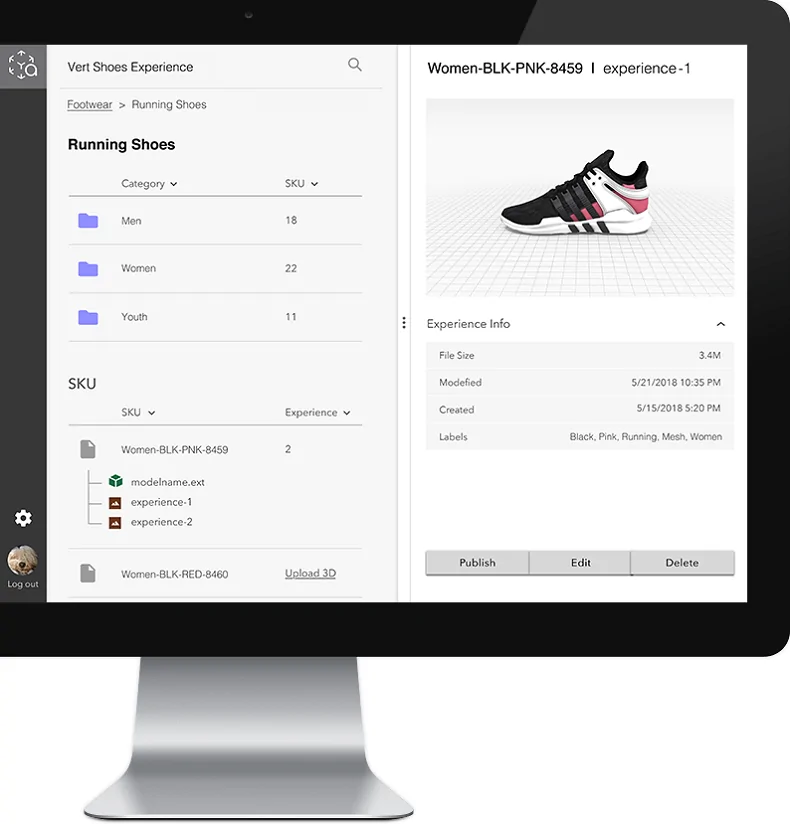 Vert Shoes Experience
Footwear > Running Shoes
Running Shoes
Category SKU
Men 18
Women 22
Youth 11
SKU
SKU Experience
Women-BLK-PNK-8459 2
modelname.ext
experience-1
experience-2
Women-BLK-RED-8460 Upload 3D
Log out
Women-BLK-PNK-8459 | experience-1
Experience Info
File Size 3.4M
Modefied 5/21/2018 10:35 PM
Created 5/15/2018 5:20 PM
Labels Black, Pink, Running, Mesh, Women
Publish Edit Delete